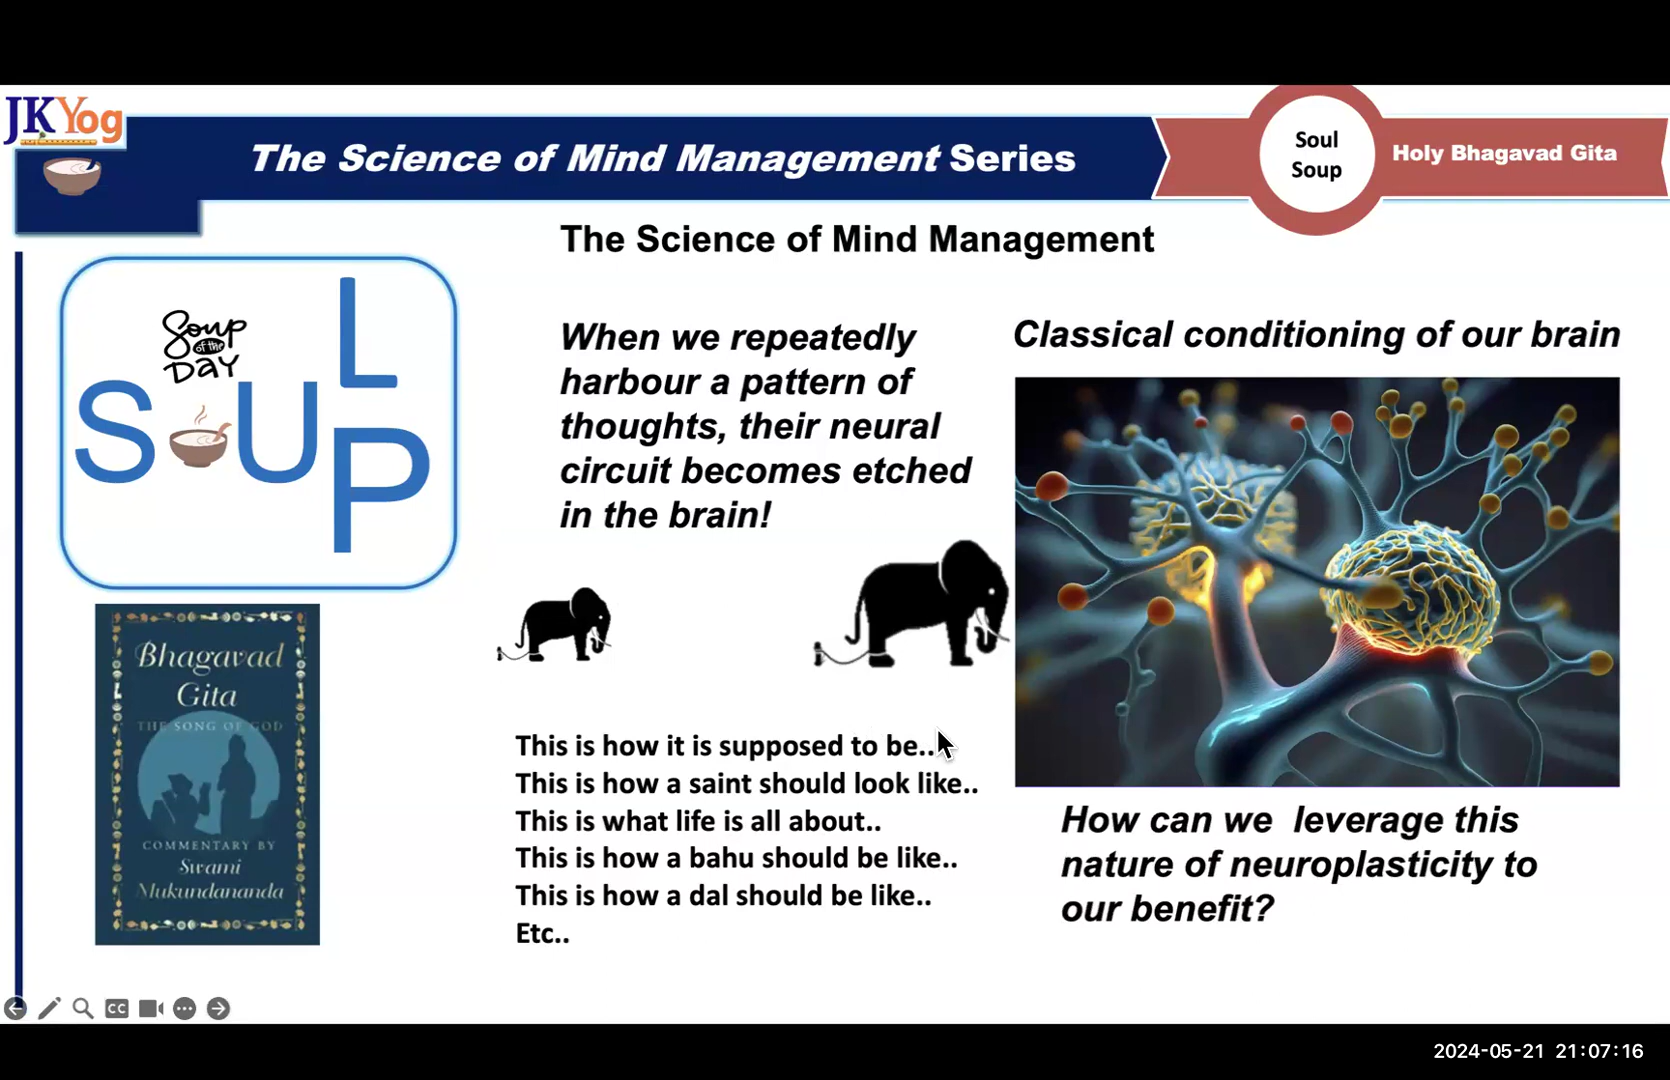 JKYog
The Science of Mind Management Series
Soul
Soup
Holy Bhagavad Gita
The Science of Mind Management
Soup
of the
DAY
L
S U
P
When we repeatedly
harbour a pattern of
thoughts, their neural
circuit becomes etched
in the brain!
Classical conditioning of our brain
Bhagavad
Gita
THE SONG OF GOD
COMMENTARY BY
Swami
Mukundananda
This is how it is supposed to be..
This is how a saint should look like..
This is what life is all about..
This is how a bahu should be like..
This is how a dal should be like..
Etc..
How can we  leverage this
nature of neuroplasticity to
our benefit?
CC
2024-05-21 21:07:16